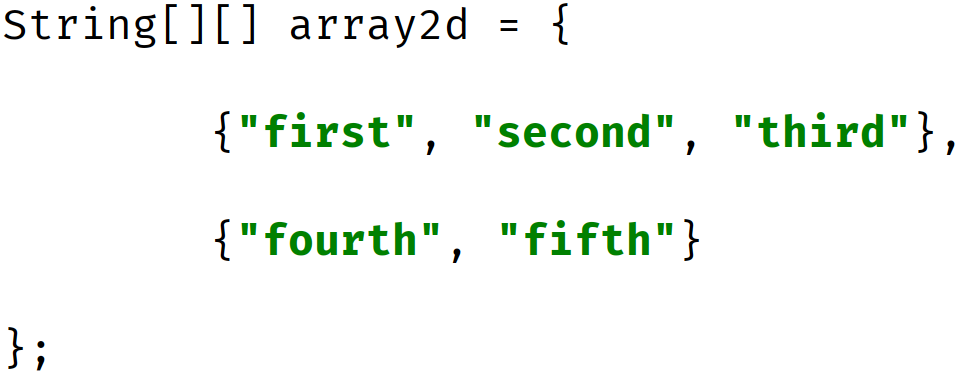 String[][] array2d = {
{"first", "second", "third"},
{"fourth", "fifth"}
};